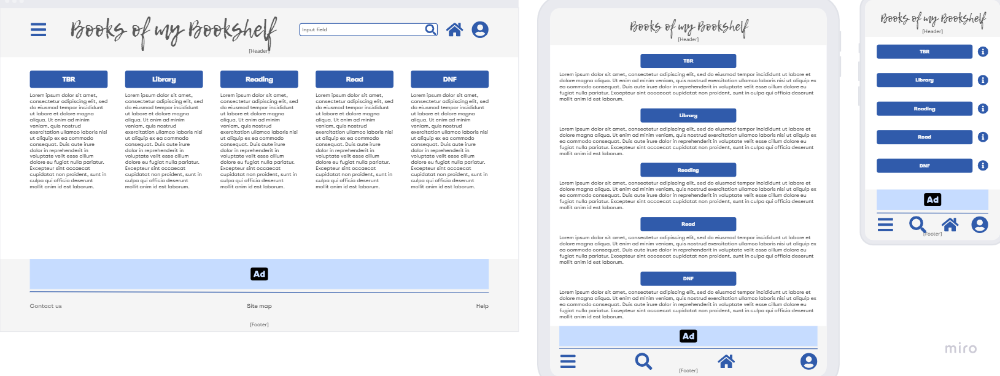 Books of my Bookshelf
Input field
[Header]
TBR
Lorem ipsum dolor sit amet,
consectetur adipiscing elit, sed
do eiusmod tempor incididunt
ut labore et dolore magna
aliqua. Ut enim ad minim
veniam, quis nostrud
exercitation ullamco laboris nisi
ut aliquip ex ea commodo
consequat. Duis aute irure
dolor in reprehenderit in
voluptate velit esse cillum
dolore eu fugiat nulla pariatur.
Excepteur sint occaecat
cupidatat non proident, sunt in
culpa qui officia deserunt
mollit anim id est laborum.
Library
Lorem ipsum dolor sit amet,
consectetur adipiscing elit, sed
do eiusmod tempor incididunt
ut labore et dolore magna
aliqua. Ut enim ad minim
veniam, quis nostrud
exercitation ullamco laboris nisi
ut aliquip ex ea commodo
consequat. Duis aute irure
dolor in reprehenderit in
voluptate velit esse cillum
dolore eu fugiat nulla pariatur.
Excepteur sint occaecat
cupidatat non proident, sunt in
culpa qui officia deserunt
mollit anim id est laborum.
Reading
Lorem ipsum dolor sit amet,
consectetur adipiscing elit, sed
do eiusmod tempor incididunt
ut labore et dolore magna
aliqua. Ut enim ad minim
veniam, quis nostrud
exercitation ullamco laboris nisi
ut aliquip ex ea commodo
consequat. Duis aute irure
dolor in reprehenderit in
voluptate velit esse cillum
dolore eu fugiat nulla pariatur.
Excepteur sint occaecat
cupidatat non proident, sunt in
culpa qui officia deserunt
mollit anim id est laborum.
Read
Lorem ipsum dolor sit amet,
consectetur adipiscing elit, sed
do eiusmod tempor incididunt
ut labore et dolore magna
aliqua. Ut enim ad minim
veniam, quis nostrud
exercitation ullamco laboris nisi
ut aliquip ex ea commodo
consequat. Duis aute irure
dolor in reprehenderit in
voluptate velit esse cillum
dolore eu fugiat nulla pariatur.
Excepteur sint occaecat
cupidatat non proident, sunt in
culpa qui officia deserunt
mollit anim id est laborum.
DNF
Lorem ipsum dolor sit amet,
consectetur adipiscing elit, sed
do eiusmod tempor incididunt
ut labore et dolore magna
aliqua. Ut enim ad minim
veniam, quis nostrud
exercitation ullamco laboris nisi
ut aliquip ex ea commodo
consequat. Duis aute irure
dolor in reprehenderit in
voluptate velit esse cillum
dolore eu fugiat nulla pariatur.
Excepteur sint occaecat
cupidatat non proident, sunt in
culpa qui officia deserunt
mollit anim id est laborum.
Ad
Contact us
Site map
Help
[Footer]
Books of my Bookshelf
[Header]
TBR
Lorem ipsum dolor sit amet, consectetur adipiscing elit, sed do eiusmod tempor incididunt ut labore et
dolore magna aliqua. Ut enim ad minim veniam, quis nostrud exercitation ullamco laboris nisi ut aliquip ex
ea commodo consequat. Duis aute irure dolor in reprehenderit in voluptate velit esse cillum dolore eu
fugiat nulla pariatur. Excepteur sint occaecat cupidatat non proident, sunt in culpa qui officia deserunt
mollit anim id est laborum.
Library
Lorem ipsum dolor sit amet, consectetur adipiscing elit, sed do eiusmod tempor incididunt ut labore et
dolore magna aliqua. Ut enim ad minim veniam, quis nostrud exercitation ullamco laboris nisi ut aliquip ex
ea commodo consequat. Duis aute irure dolor in reprehenderit in voluptate velit esse cillum dolore eu
fugiat nulla pariatur. Excepteur sint occaecat cupidatat non proident, sunt in culpa qui officia deserunt
mollit anim id est laborum.
Reading
Lorem ipsum dolor sit amet, consectetur adipiscing elit, sed do eiusmod tempor incididunt ut labore et
dolore magna aliqua. Ut enim ad minim veniam, quis nostrud exercitation ullamco laboris nisi ut aliquip ex
ea commodo consequat. Duis aute irure dolor in reprehenderit in voluptate velit esse cillum dolore eu
fugiat nulla pariatur. Excepteur sint occaecat cupidatat non proident, sunt in culpa qui officia deserunt
mollit anim id est laborum.
Read
Lorem ipsum dolor sit amet, consectetur adipiscing elit, sed do eiusmod tempor incididunt ut labore et
dolore magna aliqua. Ut enim ad minim veniam, quis nostrud exercitation ullamco laboris nisi ut aliquip ex
ea commodo consequat. Duis aute irure dolor in reprehenderit in voluptate velit esse cillum dolore eu
fugiat nulla pariatur. Excepteur sint occaecat cupidatat non proident, sunt in culpa qui officia deserunt
mollit anim id est laborum.
DNF
Lorem ipsum dolor sit amet, consectetur adipiscing elit, sed do eiusmod tempor incididunt ut labore et
dolore magna aliqua. Ut enim ad minim veniam, quis nostrud exercitation ullamco laboris nisi ut aliquip ex
ea commodo consequat. Duis aute irure dolor in reprehenderit in voluptate velit esse cillum dolore eu
fugiat nulla pariatur. Excepteur sint occaecat cupidatat non proident, sunt in culpa qui officia deserunt
mollit anim id est laborum.
Ad
[Footer]
Books of my Bookshelf
[Header]
TBR
Library
Reading
Read
DNF
Ad
[Footer]
miro